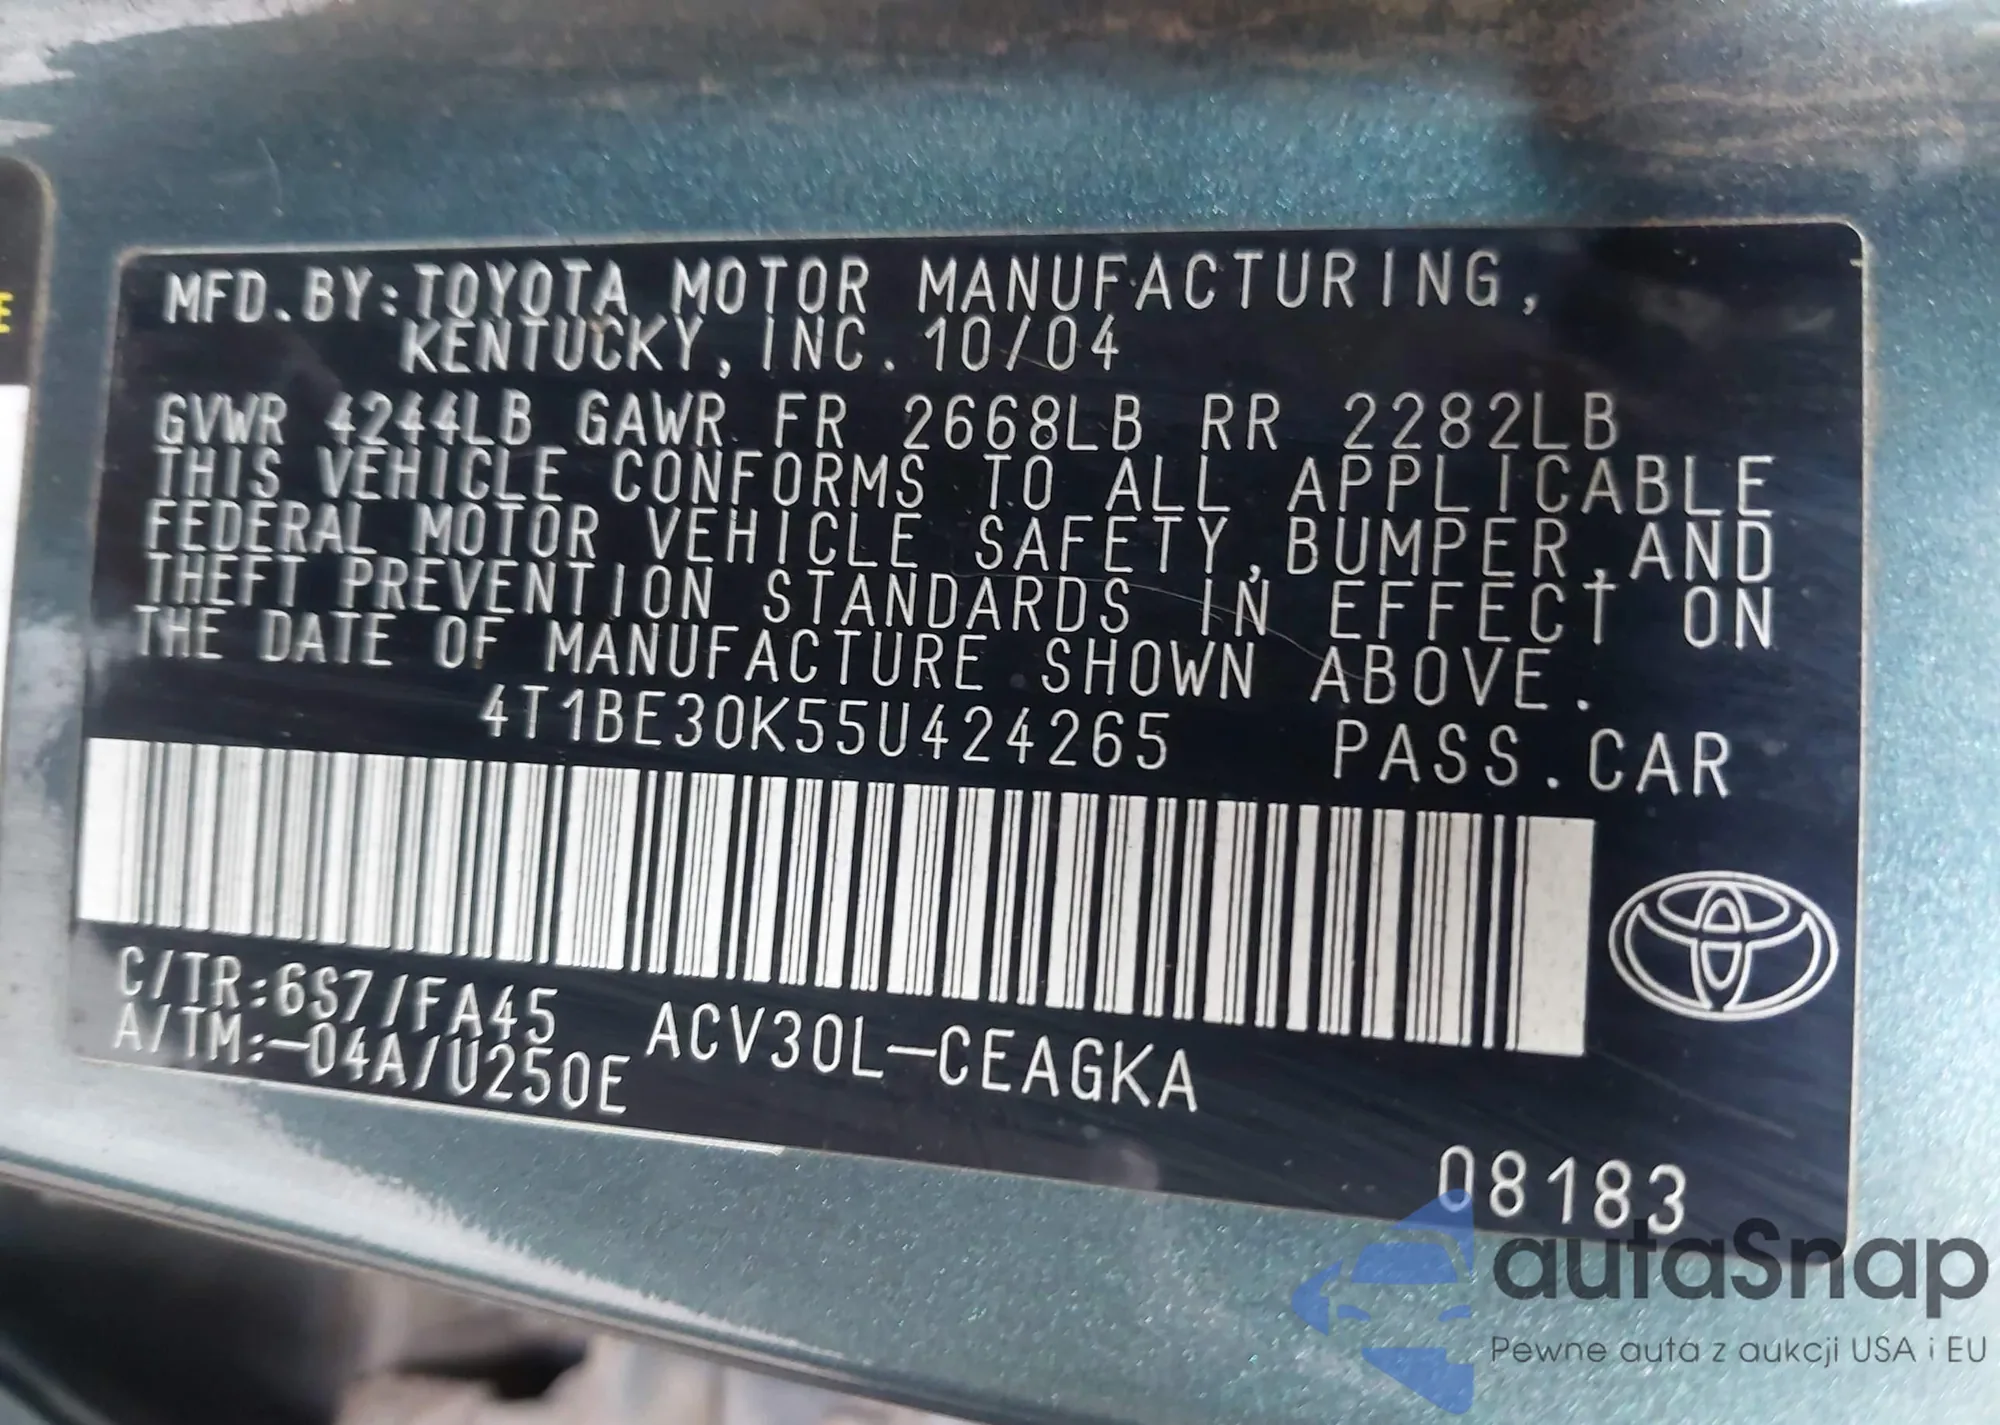 MFD. BY: TOYOTA MOTOR MANUFACTURING,
KENTUCKY, INC. 10/04
GVWR 4244LB GAWR FR 2668LB RR 2282LB
THIS VEHICLE CONFORMS TO ALL APPLICABLE
FEDERAL MOTOR VEHICLE SAFETY, BUMPER, AND
THEFT PREVENTION STANDARDS IN EFFECT ON
THE DATE OF MANUFACTURE SHOWN ABOVE.
4T1BE30K55U424265 PASS. CAR
C/TR:6S7/FA45 ACV30L-CEAGKA
A/TM:-04A/U250E
08183
autaSnap
Pewne auta z aukcji USA i EU